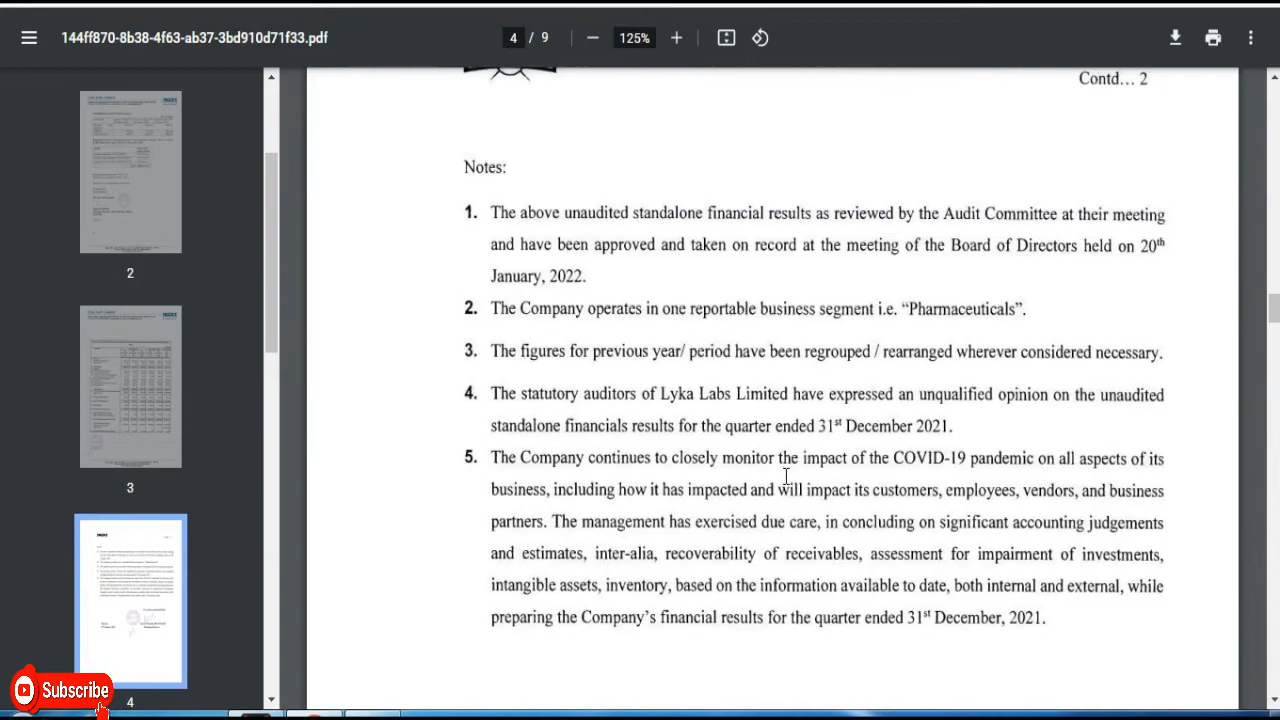 144ff870-8b38-4f63-ab37-3bd910d71f33.pdf
4 / 9
125%
Contd... 2
Notes:
1. The above unaudited standalone financial results as reviewed by the Audit Committee at their meeting
and have been approved and taken on record at the meeting of the Board of Directors held on 20th
January, 2022.
2. The Company operates in one reportable business segment i.e. “Pharmaceuticals”.
3. The figures for previous year/ period have been regrouped / rearranged wherever considered necessary.
4. The statutory auditors of Lyka Labs Limited have expressed an unqualified opinion on the unaudited
standalone financials results for the quarter ended 31st December 2021.
5. The Company continues to closely monitor the impact of the COVID-19 pandemic on all aspects of its
business, including how it has impacted and will impact its customers, employees, vendors, and business
partners. The management has exercised due care, in concluding on significant accounting judgements
and estimates, inter-alia, recoverability of receivables, assessment for impairment of investments,
intangible assets, inventory, based on the information available to date, both internal and external, while
preparing the Company’s financial results for the quarter ended 31st December, 2021.
2
3
4
Subscribe